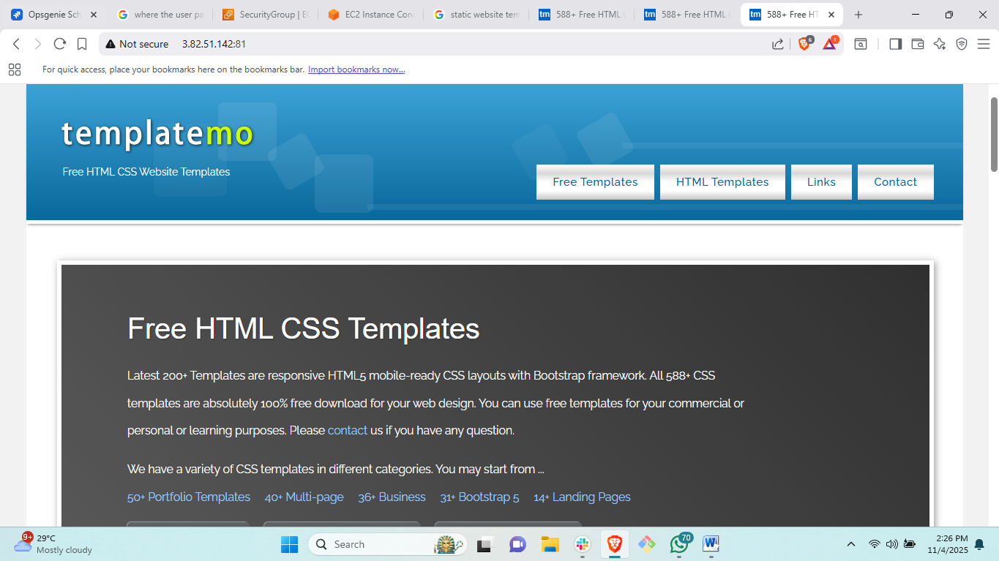 Opsgenie Sch
where the user pa
SecurityGroup | EC
EC2 Instance Conn
static website tem
588+ Free HTML C
588+ Free HTML C
588+ Free HT
Not secure 3.82.51.142:81
6
1
For quick access, place your bookmarks here on the bookmarks bar. Import bookmarks now...
templatemo
Free HTML CSS Website Templates
Free Templates
HTML Templates
Links
Contact
Free HTML CSS Templates
Latest 200+ Templates are responsive HTML5 mobile-ready CSS layouts with Bootstrap framework. All 588+ CSS
templates are absolutely 100% free download for your web design. You can use free templates for your commercial or
personal or learning purposes. Please contact us if you have any question.
We have a variety of CSS templates in different categories. You may start from ...
50+ Portfolio Templates 40+ Multi-page 36+ Business 31+ Bootstrap 5 14+ Landing Pages
9+
29°C
Mostly cloudy
Search
70
2:26 PM
11/4/2025